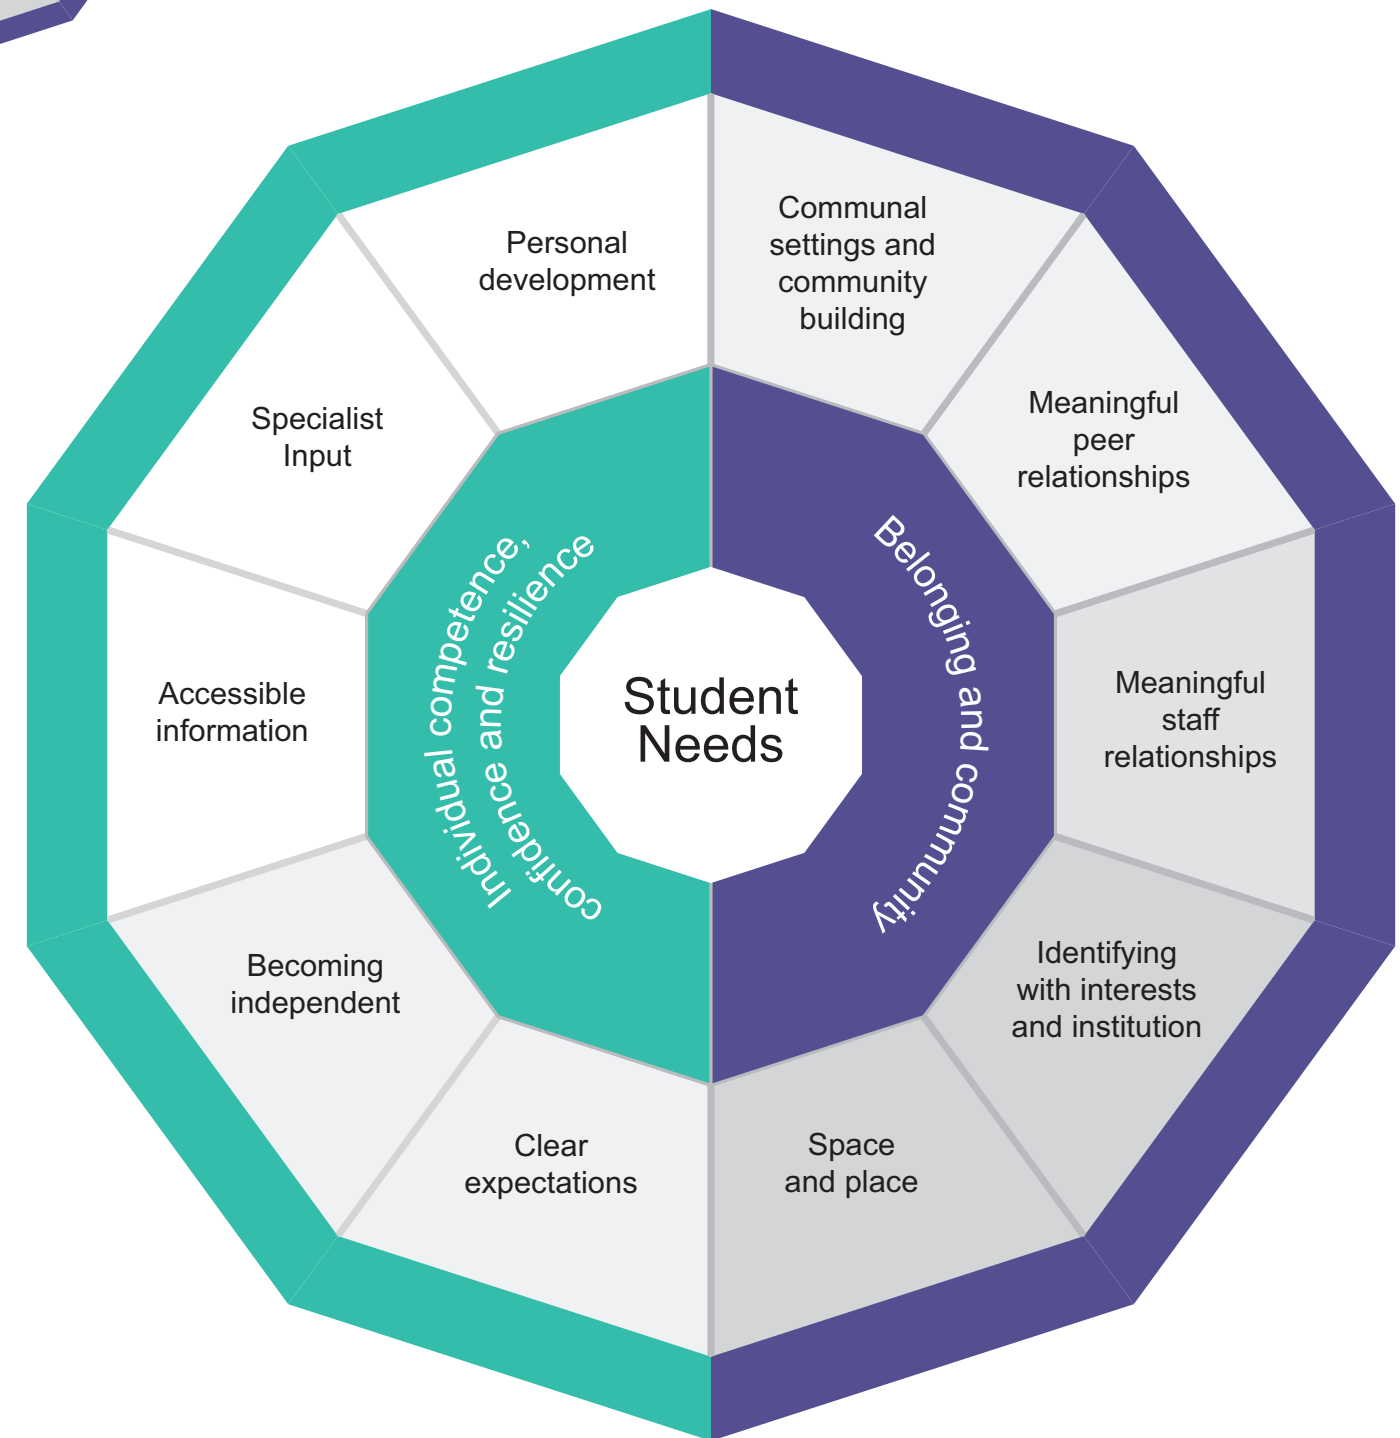 Personal
development
Communal
settings and
community
building
Specialist
Input
Meaningful
peer
relationships
Individual competence,
confidence and resilience
Belonging and community
Student
Needs
Accessible
information
Meaningful
staff
relationships
Becoming
independent
Identifying
with interests
and institution
Clear
expectations
Space
and place